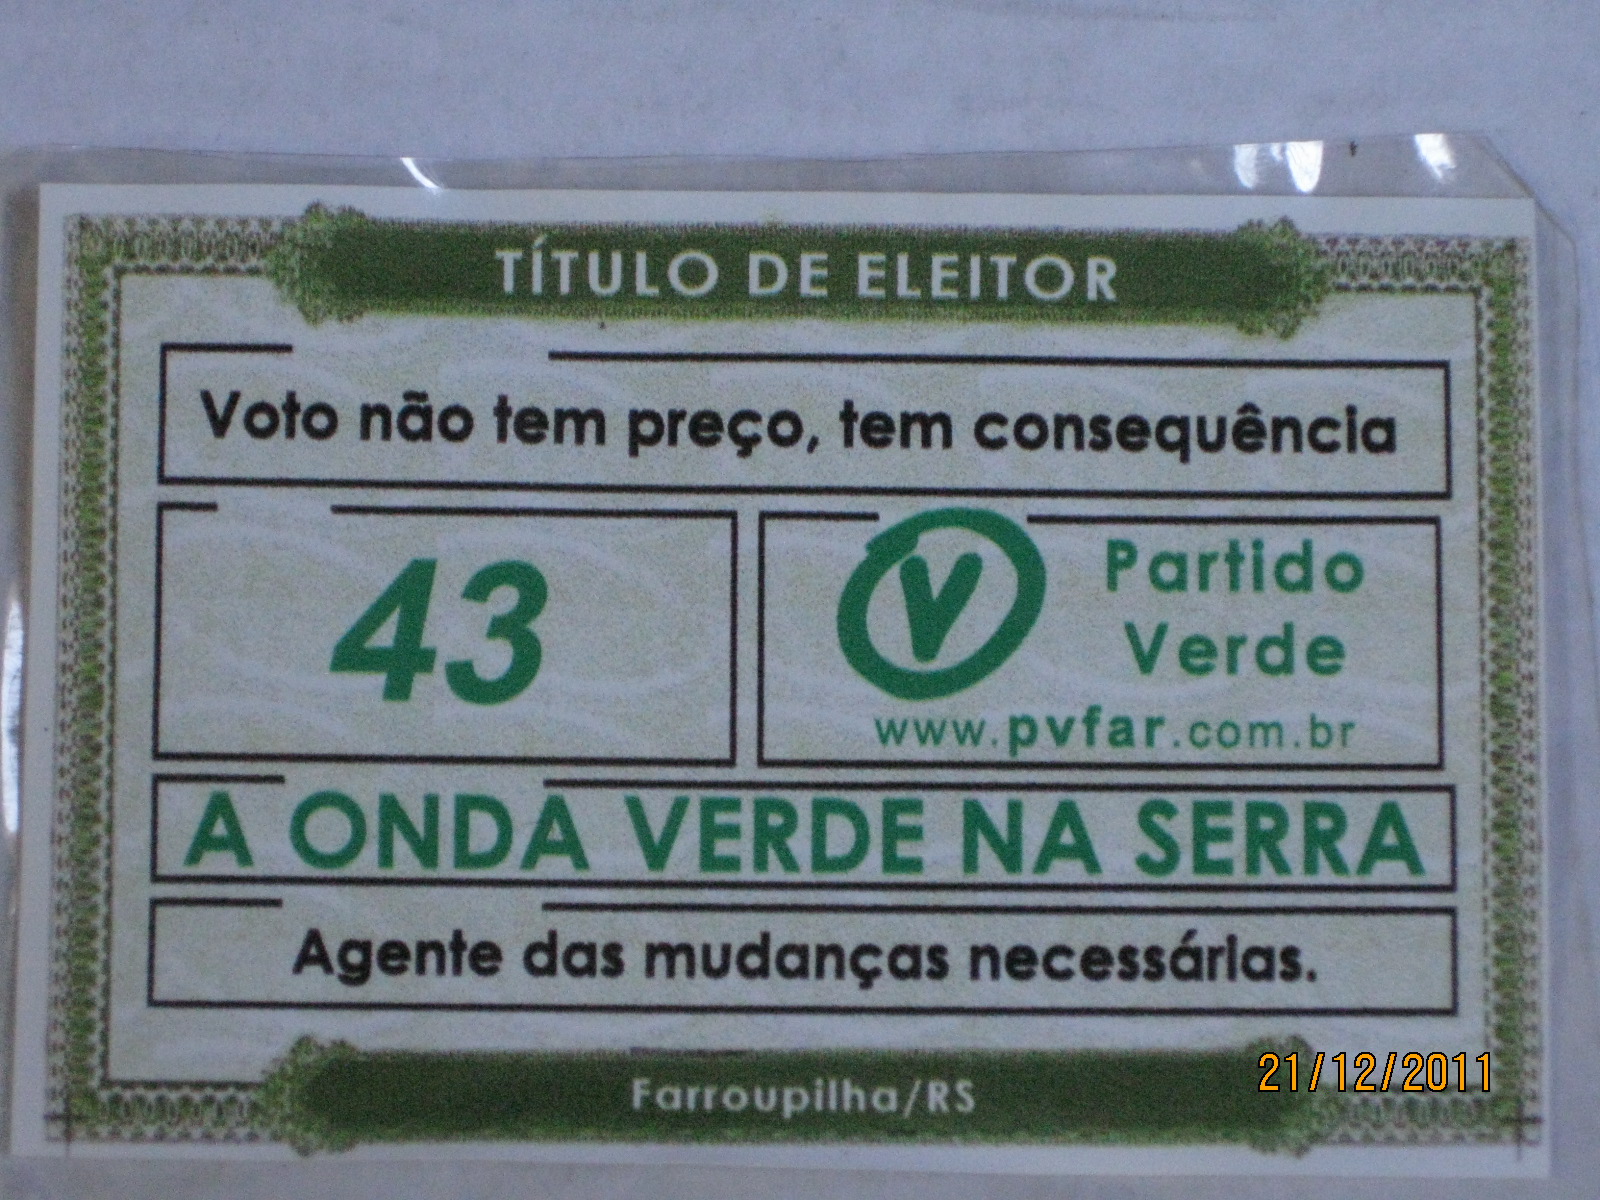 TÍTULO DE ELEITOR
Voto não tem preço, tem consequência
43
V
Partido
Verde
www.pvfar.com.br
A ONDA VERDE NA SERRA
Agente das mudanças necessárias.
Farroupilha/RS
21/12/2011